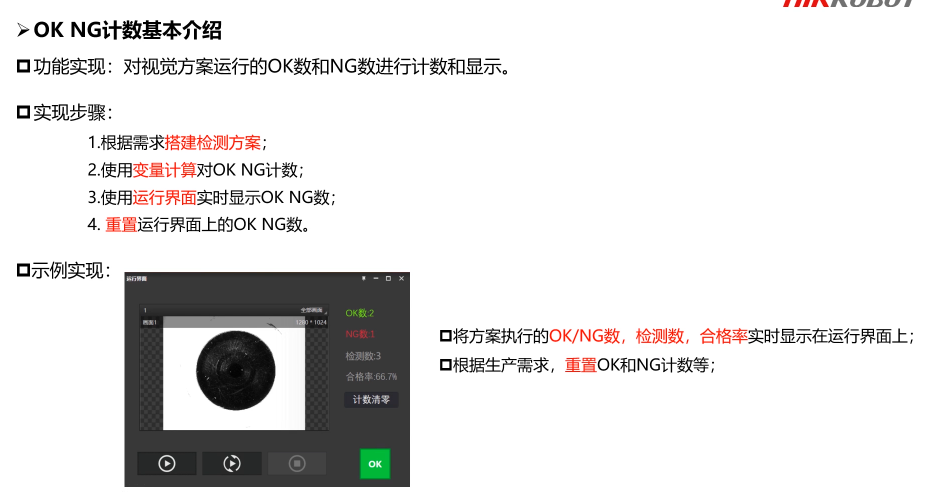 HIKROBOT
OK NG计数基本介绍
功能实现：对视觉方案运行的OK数和NG数进行计数和显示。
实现步骤：
1.根据需求搭建检测方案；
2.使用变量计算对OK NG计数；
3.使用运行界面实时显示OK NG数；
4. 重置运行界面上的OK NG数。
示例实现：
运行界面
1 全部画面
画面1 1280 * 1024
OK数:2
NG数:1
检测数:3
合格率:66.7%
计数清零
OK
将方案执行的OK/NG数，检测数，合格率实时显示在运行界面上；
根据生产需求，重置OK和NG计数等；